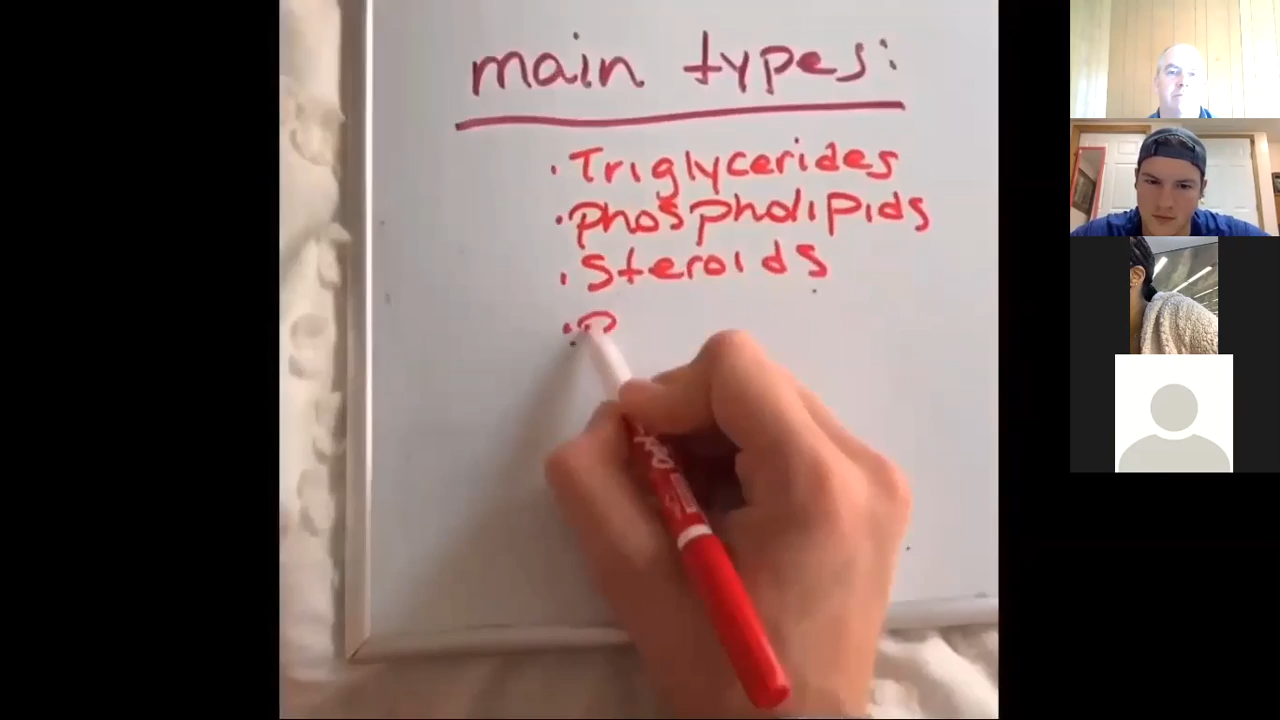 main types:
· Triglycerides
· phospholipids
· Steroids